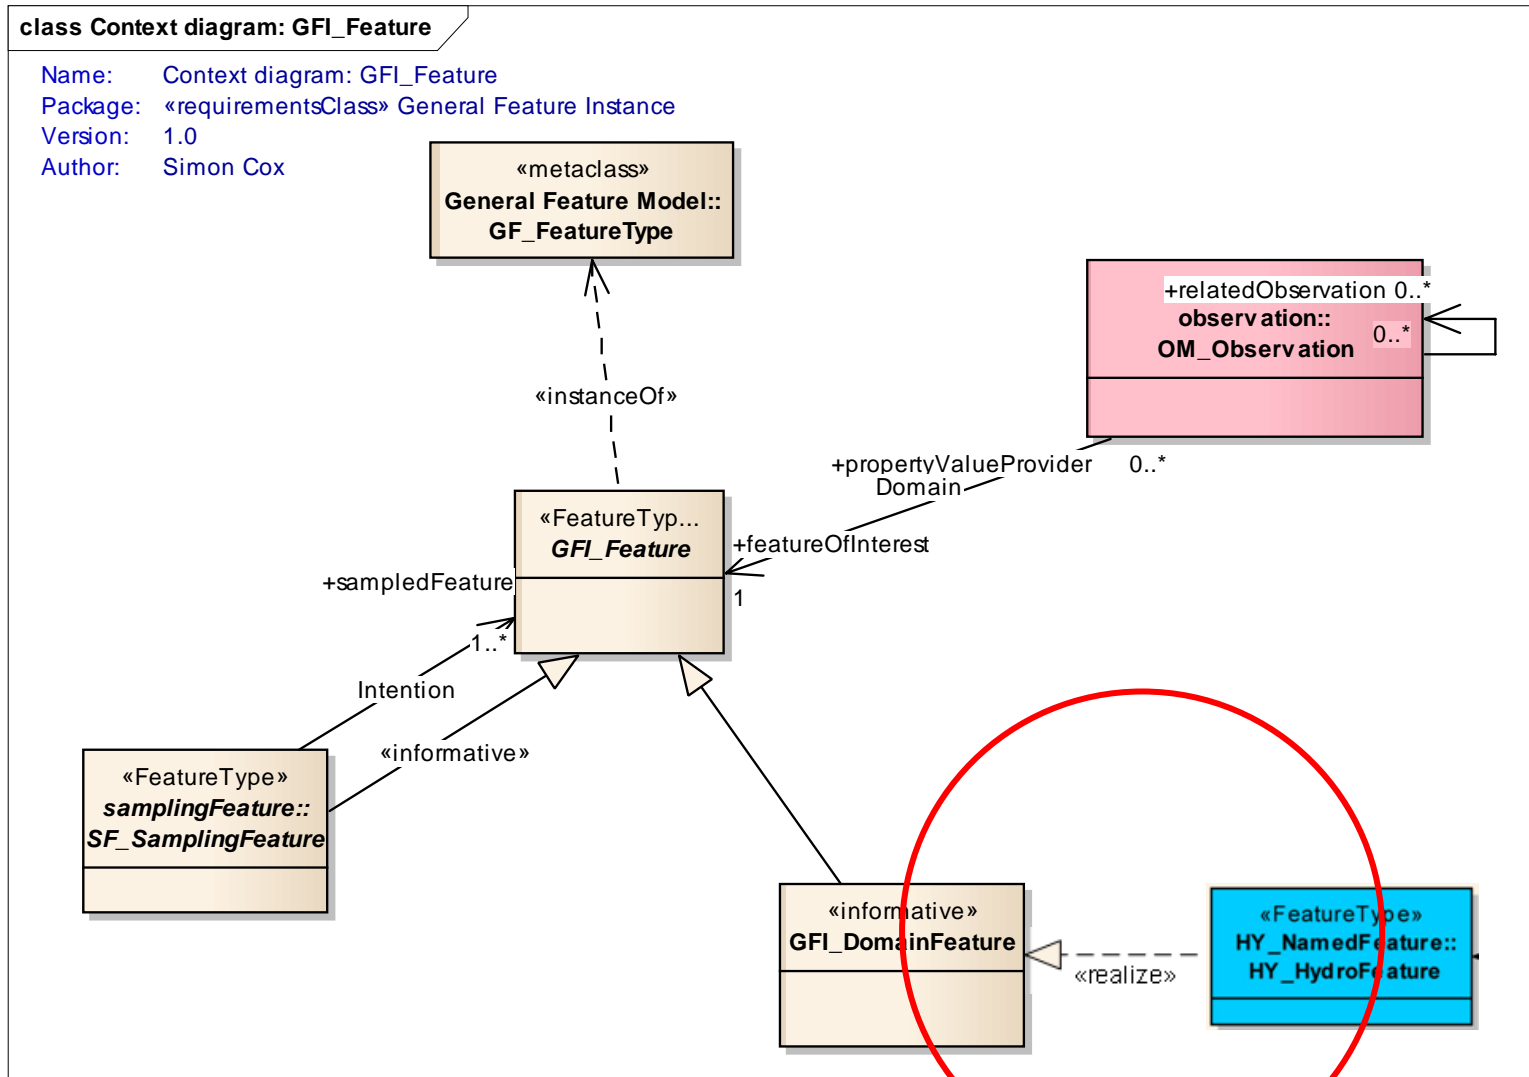 class Context diagram: GFI_Feature
Name: Context diagram: GFI_Feature
Package: «requirementsClass» General Feature Instance
Version: 1.0
Author: Simon Cox
«metaclass»
General Feature Model::
GF_FeatureType
+relatedObservation 0..*
observation::
OM_Observation
0..*
«instanceOf»
+propertyValueProvider 0..*
Domain
«FeatureTyp...
GFI_Feature
+featureOfInterest
1
+sampledFeature
1..*
Intention
«informative»
«FeatureType»
samplingFeature::
SF_SamplingFeature
«informative»
GFI_DomainFeature
«realize»
«FeatureType»
HY_NamedFeature::
HY_HydroFeature